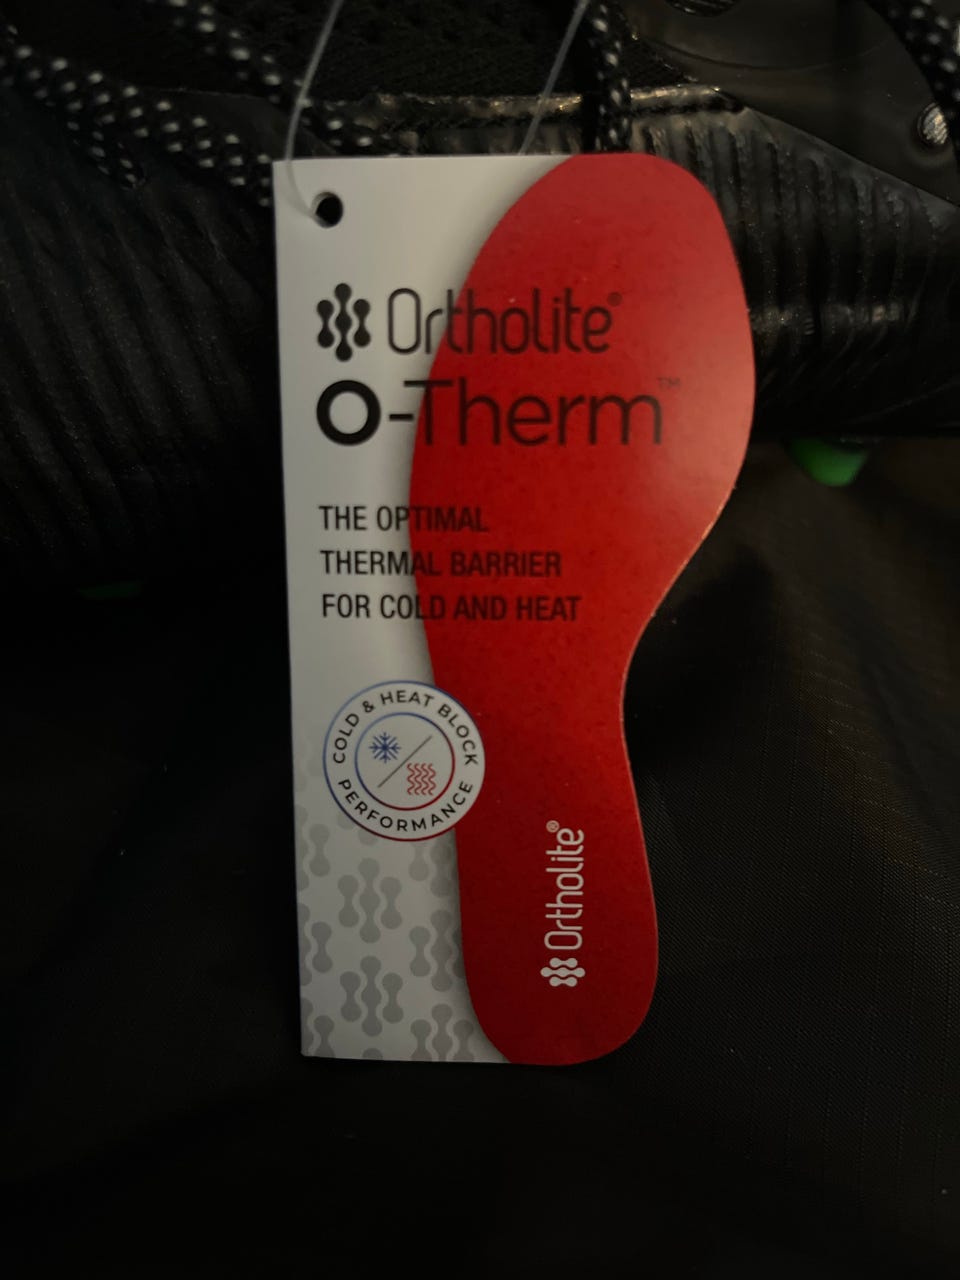 Ortholite®
O-Therm™
THE OPTIMAL
THERMAL BARRIER
FOR COLD AND HEAT
COLD & HEAT BLOCK
PERFORMANCE
Ortholite®